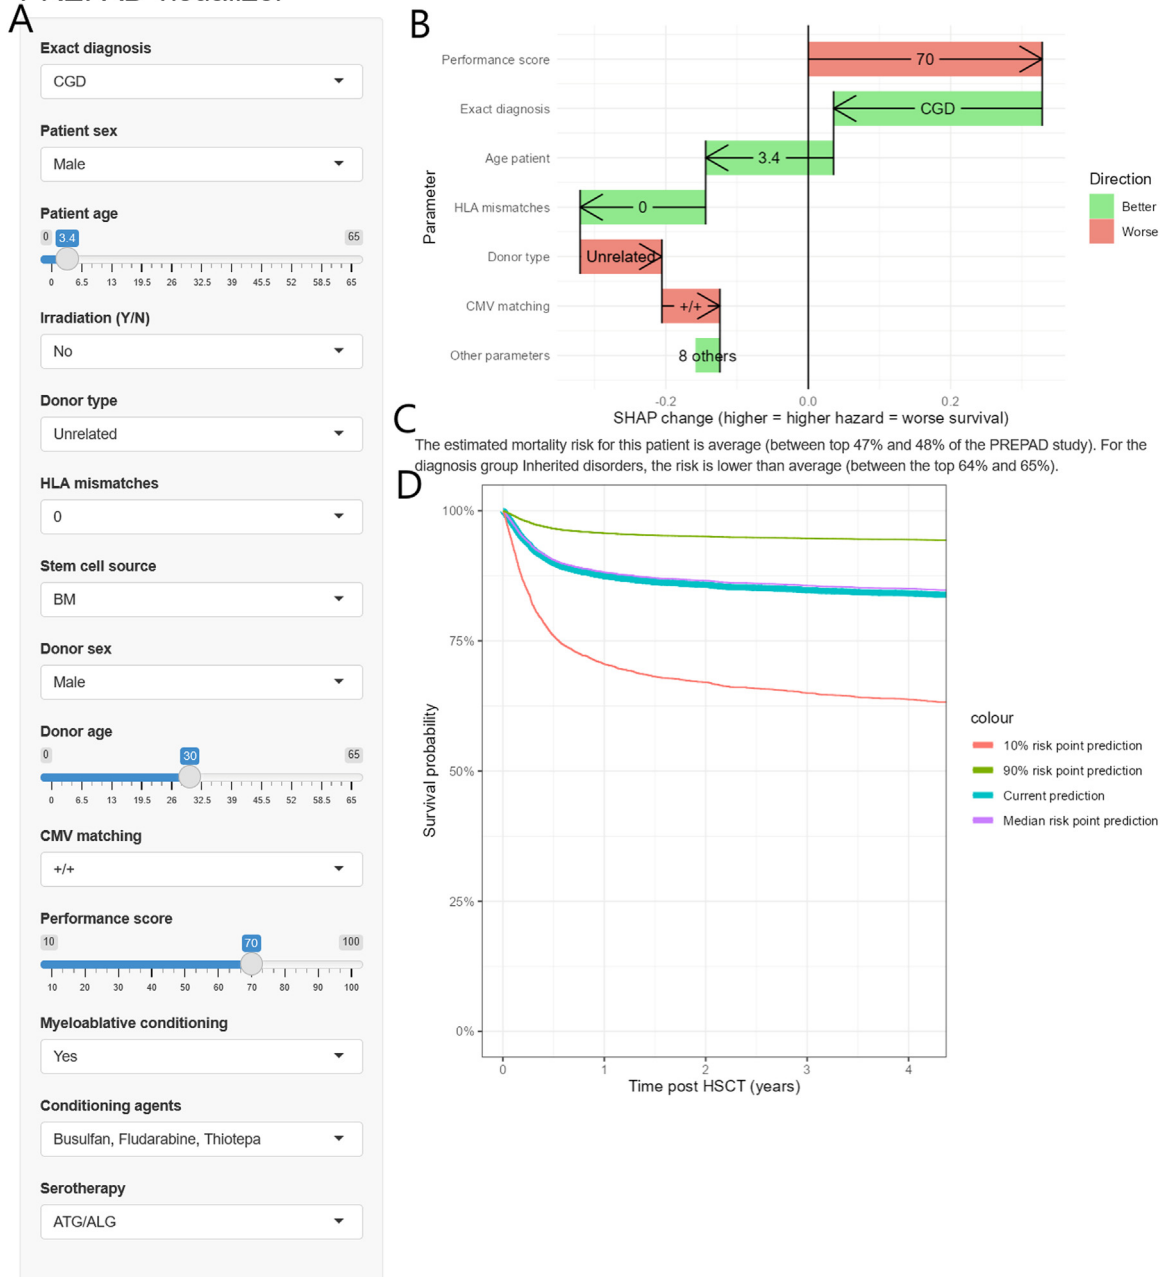 A
Exact diagnosis
CGD
Patient sex
Male
Patient age
0 3.4 65
0 6.5 13 19.5 26 32.5 39 45.5 52 58.5 65
Irradiation (Y/N)
No
Donor type
Unrelated
HLA mismatches
0
Stem cell source
BM
Donor sex
Male
Donor age
0 30 65
0 6.5 13 19.5 26 32.5 39 45.5 52 58.5 65
CMV matching
+/+
Performance score
10 70 100
10 20 30 40 50 60 70 80 90 100
Myeloablative conditioning
Yes
Conditioning agents
Busulfan, Fludarabine, Thiotepa
Serotherapy
ATG/ALG
B
Parameter
Performance score 70
Exact diagnosis CGD
Age patient 3.4
HLA mismatches 0
Donor type Unrelated
CMV matching +/+
Other parameters 8 others
-0.2 0.0 0.2
SHAP change (higher = higher hazard = worse survival)
Direction
Better
Worse
C
The estimated mortality risk for this patient is average (between top 47% and 48% of the PREPAD study). For the
diagnosis group Inherited disorders, the risk is lower than average (between the top 64% and 65%).
D
Survival probability
100%
75%
50%
25%
0%
0 1 2 3 4
Time post HSCT (years)
colour
10% risk point prediction
90% risk point prediction
Current prediction
Median risk point prediction